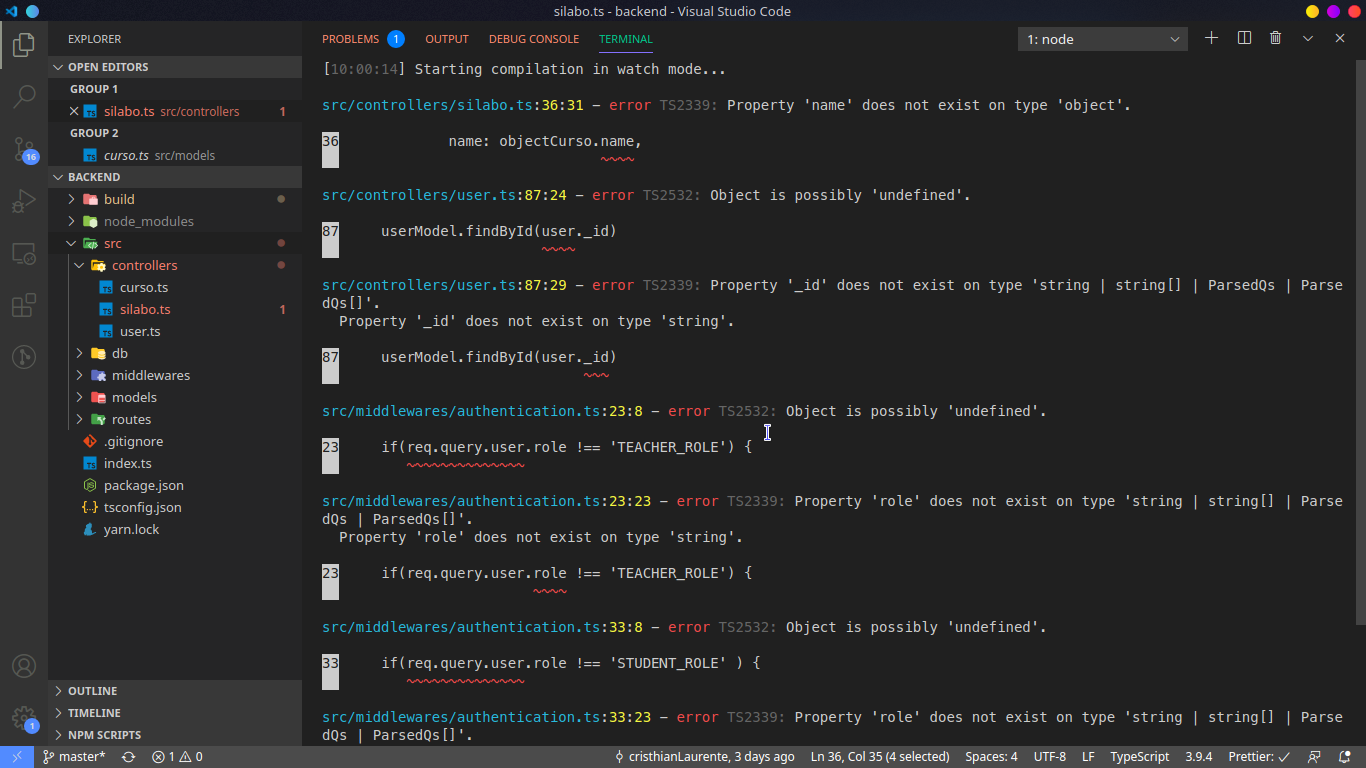 silabo.ts - backend - Visual Studio Code
EXPLORER
OPEN EDITORS
GROUP 1
silabo.ts src/controllers 1
GROUP 2
curso.ts src/models
BACKEND
build
node_modules
src
controllers
curso.ts
silabo.ts 1
user.ts
db
middlewares
models
routes
.gitignore
index.ts
package.json
tsconfig.json
yarn.lock
OUTLINE
TIMELINE
NPM SCRIPTS
16
1
PROBLEMS 1 OUTPUT DEBUG CONSOLE TERMINAL 1: node
[10:00:14] Starting compilation in watch mode...
src/controllers/silabo.ts:36:31 - error TS2339: Property 'name' does not exist on type 'object'.
36 name: objectCurso.name,
src/controllers/user.ts:87:24 - error TS2532: Object is possibly 'undefined'.
87 userModel.findById(user._id)
src/controllers/user.ts:87:29 - error TS2339: Property '_id' does not exist on type 'string | string[] | ParsedQs | Parse
dQs[]'.
Property '_id' does not exist on type 'string'.
87 userModel.findById(user._id)
src/middlewares/authentication.ts:23:8 - error TS2532: Object is possibly 'undefined'.
23 if(req.query.user.role !== 'TEACHER_ROLE') {
src/middlewares/authentication.ts:23:23 - error TS2339: Property 'role' does not exist on type 'string | string[] | Parse
dQs | ParsedQs[]'.
Property 'role' does not exist on type 'string'.
23 if(req.query.user.role !== 'TEACHER_ROLE') {
src/middlewares/authentication.ts:33:8 - error TS2532: Object is possibly 'undefined'.
33 if(req.query.user.role !== 'STUDENT_ROLE' ) {
src/middlewares/authentication.ts:33:23 - error TS2339: Property 'role' does not exist on type 'string | string[] | Parse
dQs | ParsedQs[]'.
master* 1 0 cristhianLaurente, 3 days ago Ln 36, Col 35 (4 selected) Spaces: 4 UTF-8 LF TypeScript 3.9.4 Prettier: ✓